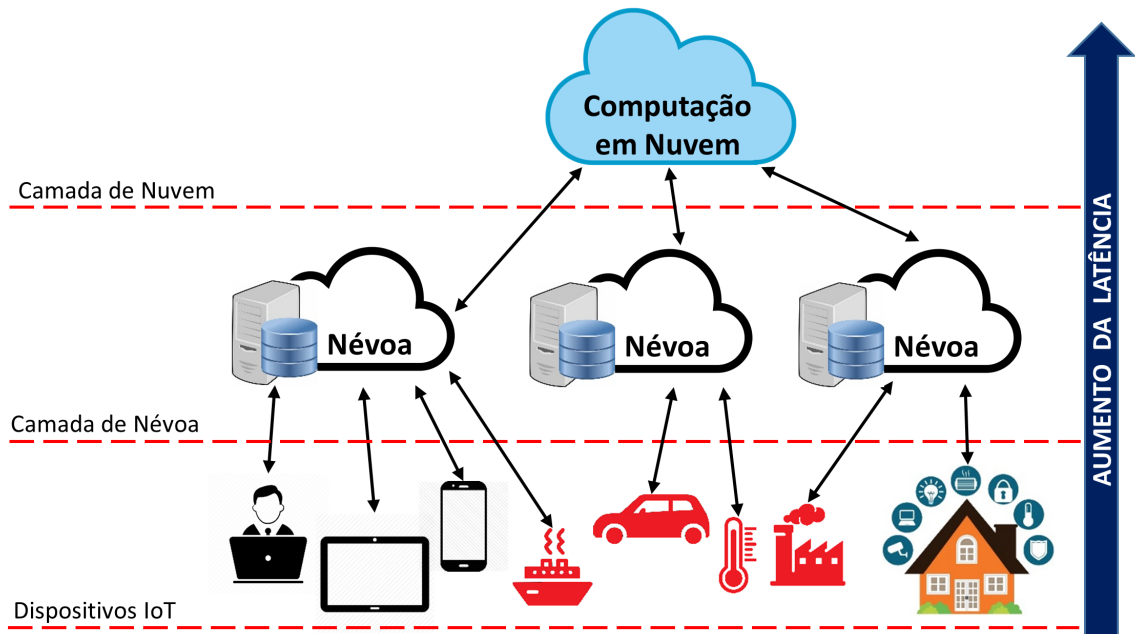 Computação
em Nuvem
Camada de Nuvem
Névoa
Névoa
Névoa
Camada de Névoa
Dispositivos IoT
AUMENTO DA LATÊNCIA